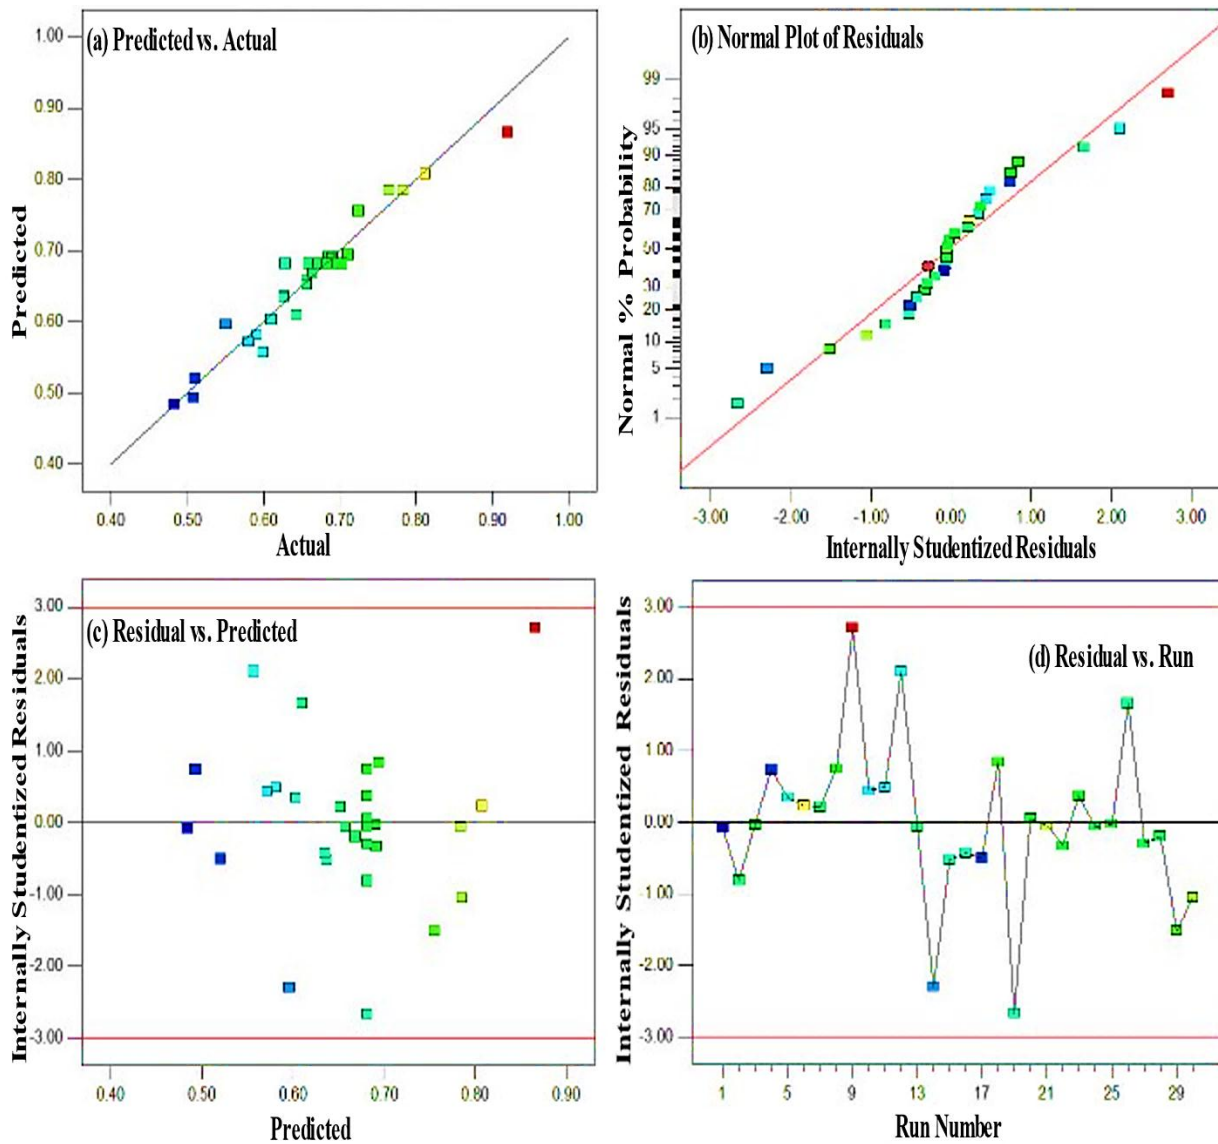 (a) Predicted vs. Actual
1.00
0.90
0.80
0.70
0.60
0.50
0.40
Predicted
0.40 0.50 0.60 0.70 0.80 0.90 1.00
Actual
(b) Normal Plot of Residuals
99
95
90
80
70
50
30
20
10
5
1
Normal % Probability
-3.00 -2.00 -1.00 0.00 1.00 2.00 3.00
Internally Studentized Residuals
(c) Residual vs. Predicted
3.00
2.00
1.00
0.00
-1.00
-2.00
-3.00
Internally Studentized Residuals
0.40 0.50 0.60 0.70 0.80 0.90
Predicted
(d) Residual vs. Run
3.00
2.00
1.00
0.00
-1.00
-2.00
-3.00
Internally Studentized Residuals
1 5 9 13 17 21 25 29
Run Number